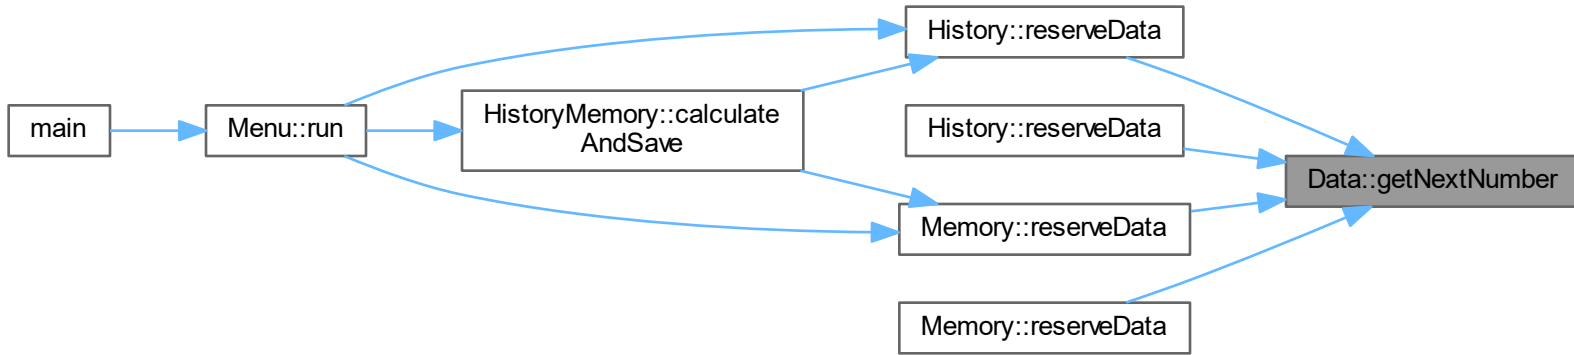 main
Menu::run
HistoryMemory::calculate
AndSave
History::reserveData
History::reserveData
Memory::reserveData
Memory::reserveData
Data::getNextNumber